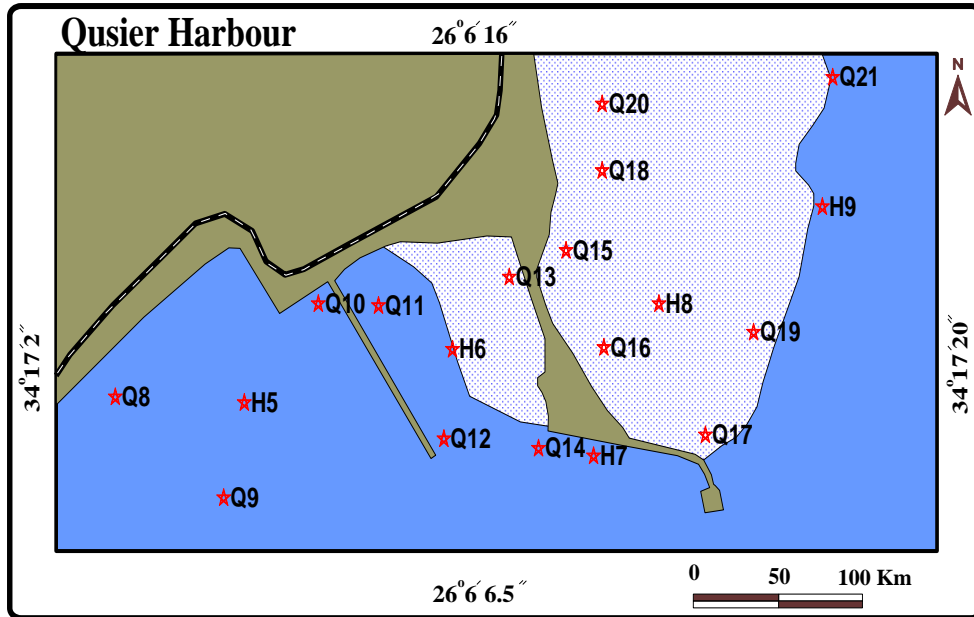 Qusier Harbour
26°6′16″
N
Q21
Q20
Q18
H9
Q15
Q13
Q10
Q11
H8
Q19
H6
Q16
34°17′2″
34°17′20″
Q8
H5
Q12
Q14
H7
Q17
Q9
26°6′6.5″
0 50 100 Km